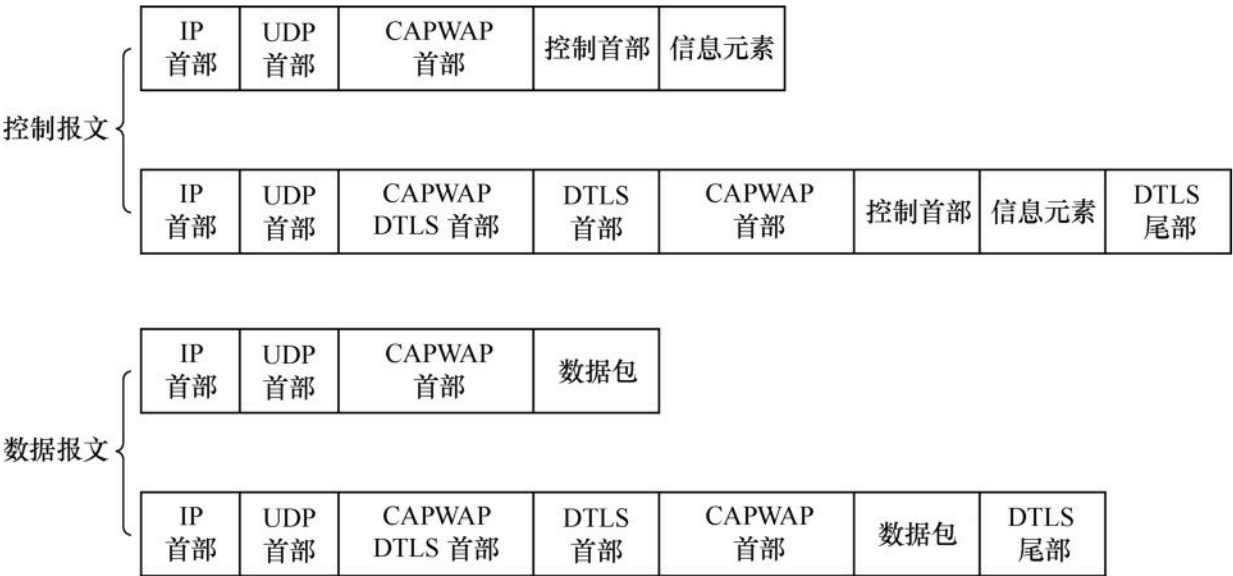 IP UDP CAPWAP 控制首部 信息元素
首部 首部 首部
控制报文
IP UDP CAPWAP DTLS CAPWAP 控制首部 信息元素 DTLS
首部 首部 DTLS 首部 首部 首部 尾部
IP UDP CAPWAP 数据包
首部 首部 首部
数据报文
IP UDP CAPWAP DTLS CAPWAP 数据包 DTLS
首部 首部 DTLS 首部 首部 首部 尾部